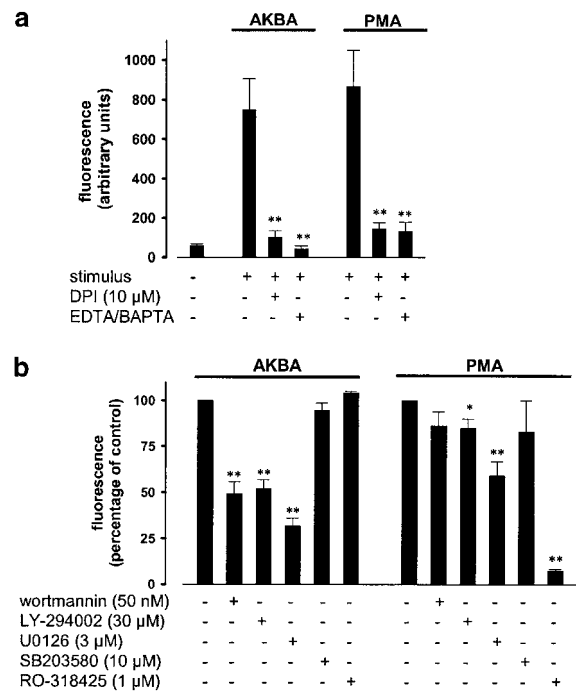 a
AKBA PMA
1000
800
600
400
200
0
fluorescence
(arbitrary units)
** ** ** **
stimulus - + + + + + +
DPI (10 µM) - - + - - + -
EDTA/BAPTA - - - + - - +
b
AKBA PMA
100
75
50
25
0
fluorescence
(percentage of control)
** ** ** * ** **
wortmannin (50 nM) - + - - - - - + - - - -
LY-294002 (30 µM) - - + - - - - - + - - -
U0126 (3 µM) - - - + - - - - - + - -
SB203580 (10 µM) - - - - + - - - - - + -
RO-318425 (1 µM) - - - - - + - - - - - +